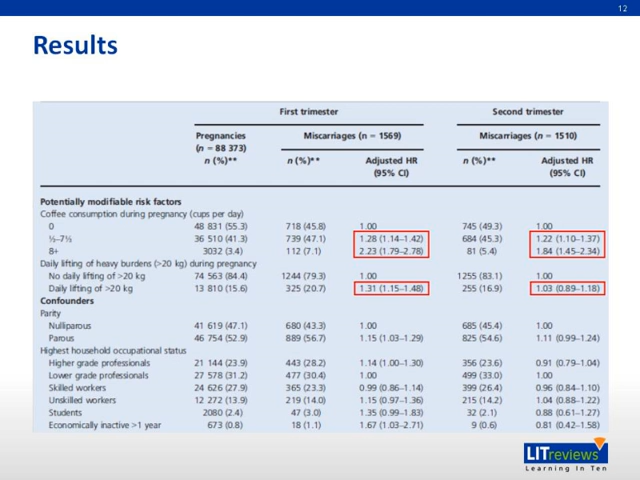 12
Results
First trimester Second trimester
Pregnancies Miscarriages (n = 1569) Miscarriages (n = 1510)
(n = 88 373)
n (%)** n (%)** Adjusted HR n (%)** Adjusted HR
(95% CI) (95% CI)
Potentially modifiable risk factors
Coffee consumption during pregnancy (cups per day)
0 48 831 (55.3) 718 (45.8) 1.00 745 (49.3) 1.00
½–7½ 36 510 (41.3) 739 (47.1) 1.28 (1.14–1.42) 684 (45.3) 1.22 (1.10–1.37)
8+ 3032 (3.4) 112 (7.1) 2.23 (1.79–2.78) 81 (5.4) 1.84 (1.45–2.34)
Daily lifting of heavy burdens (>20 kg) during pregnancy
No daily lifting of >20 kg 74 563 (84.4) 1244 (79.3) 1.00 1255 (83.1) 1.00
Daily lifting of >20 kg 13 810 (15.6) 325 (20.7) 1.31 (1.15–1.48) 255 (16.9) 1.03 (0.89–1.18)
Confounders
Parity
Nulliparous 41 619 (47.1) 680 (43.3) 1.00 685 (45.4) 1.00
Parous 46 754 (52.9) 889 (56.7) 1.15 (1.03–1.29) 825 (54.6) 1.11 (0.99–1.24)
Highest household occupational status
Higher grade professionals 21 144 (23.9) 443 (28.2) 1.14 (1.00–1.30) 356 (23.6) 0.91 (0.79–1.04)
Lower grade professionals 27 578 (31.2) 477 (30.4) 1.00 499 (33.0) 1.00
Skilled workers 24 626 (27.9) 365 (23.3) 0.99 (0.86–1.14) 399 (26.4) 0.96 (0.84–1.10)
Unskilled workers 12 272 (13.9) 219 (14.0) 1.15 (0.97–1.36) 215 (14.2) 1.04 (0.88–1.22)
Students 2080 (2.4) 47 (3.0) 1.35 (0.99–1.83) 32 (2.1) 0.88 (0.61–1.27)
Economically inactive >1 year 673 (0.8) 18 (1.1) 1.67 (1.03–2.71) 9 (0.6) 0.81 (0.42–1.58)
LITreviews
Learning In Ten